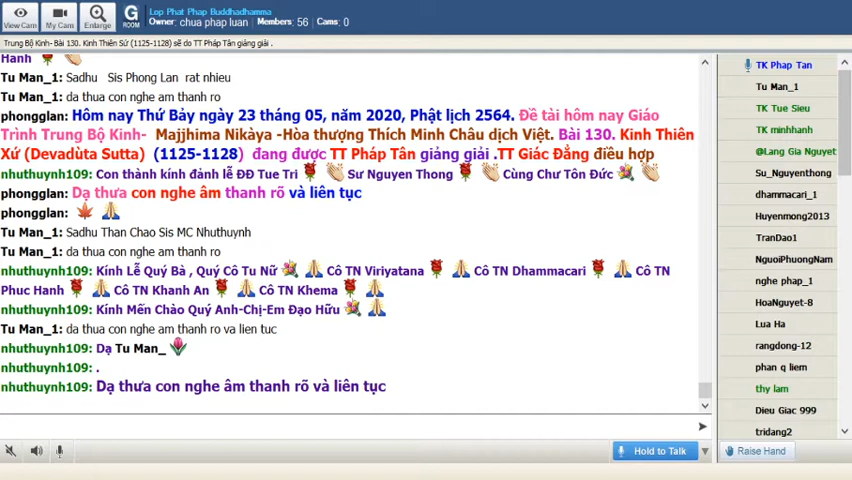 View Cam
My Cam
Enlarge
G
ROOM
Lop Phat Phap Buddhadhamma
Owner: chua phap luan Members: 56 Cams: 0
Trung Bộ Kinh- Bài 130. Kinh Thiên Sứ (1125-1128) sẽ do TT Pháp Tân giảng giải .
Hanh
Tu Man_1: Sadhu Sis Phong Lan rat nhieu
Tu Man_1: da thua con nghe am thanh ro
phongglan: Hôm nay Thứ Bảy ngày 23 tháng 05, năm 2020, Phật lịch 2564. Đề tài hôm nay Giáo
Trình Trung Bộ Kinh- Majjhima Nikàya -Hòa thượng Thích Minh Châu dịch Việt. Bài 130. Kinh Thiên
Xứ (Devadùta Sutta) (1125-1128) đang được TT Pháp Tân giảng giải .TT Giác Đẳng điều hợp
nhuthuynh109: Con thành kính đảnh lễ ĐĐ Tue Tri Sư Nguyen Thong Cùng Chư Tôn Đức
phongglan: Dạ thưa con nghe âm thanh rõ và liên tục
phongglan:
Tu Man_1: Sadhu Than Chao Sis MC Nhuthuynh
Tu Man_1: da thua con nghe am thanh ro
nhuthuynh109: Kính Lễ Quý Bà , Quý Cô Tu Nữ Cô TN Viriyatana Cô TN Dhammacari Cô TN
Phuc Hanh Cô TN Khanh An Cô TN Khema
nhuthuynh109: Kính Mến Chào Quý Anh-Chị-Em Đạo Hữu
Tu Man_1: da thua con nghe am thanh ro va lien tuc
nhuthuynh109: Dạ Tu Man_
nhuthuynh109: .
nhuthuynh109: Dạ thưa con nghe âm thanh rõ và liên tục
Hold to Talk
TK Phap Tan
Tu Man_1
TK Tue Sieu
TK minhhanh
@Lang Gia Nguyet
Su_Nguyenthong
dhammacari_1
Huyenmong2013
TranDao1
NguoiPhuongNam
nghe phap_1
HoaNguyet-8
Lua Ha
rangdong-12
phan q liem
thy lam
Dieu Giac 999
tridang2
Raise Hand